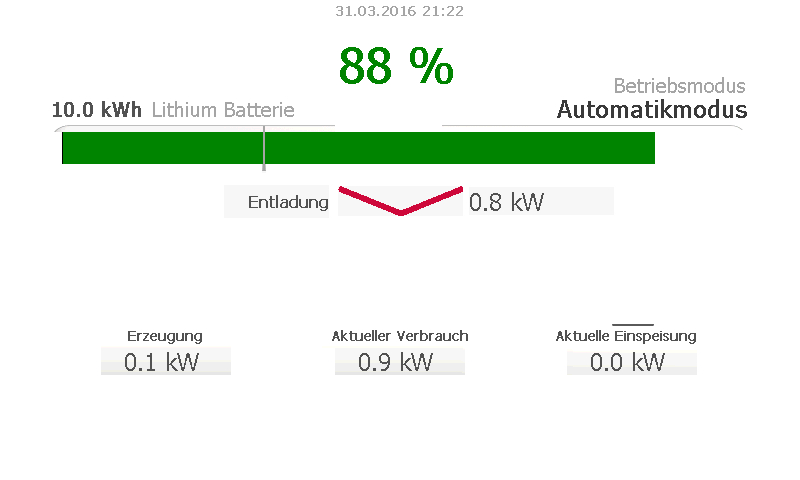 31.03.2016 21:22
88 %
Betriebsmodus
10.0 kWh Lithium Batterie
Automatikmodus
Entladung 0.8 kW
Erzeugung Aktueller Verbrauch Aktuelle Einspeisung
0.1 kW 0.9 kW 0.0 kW